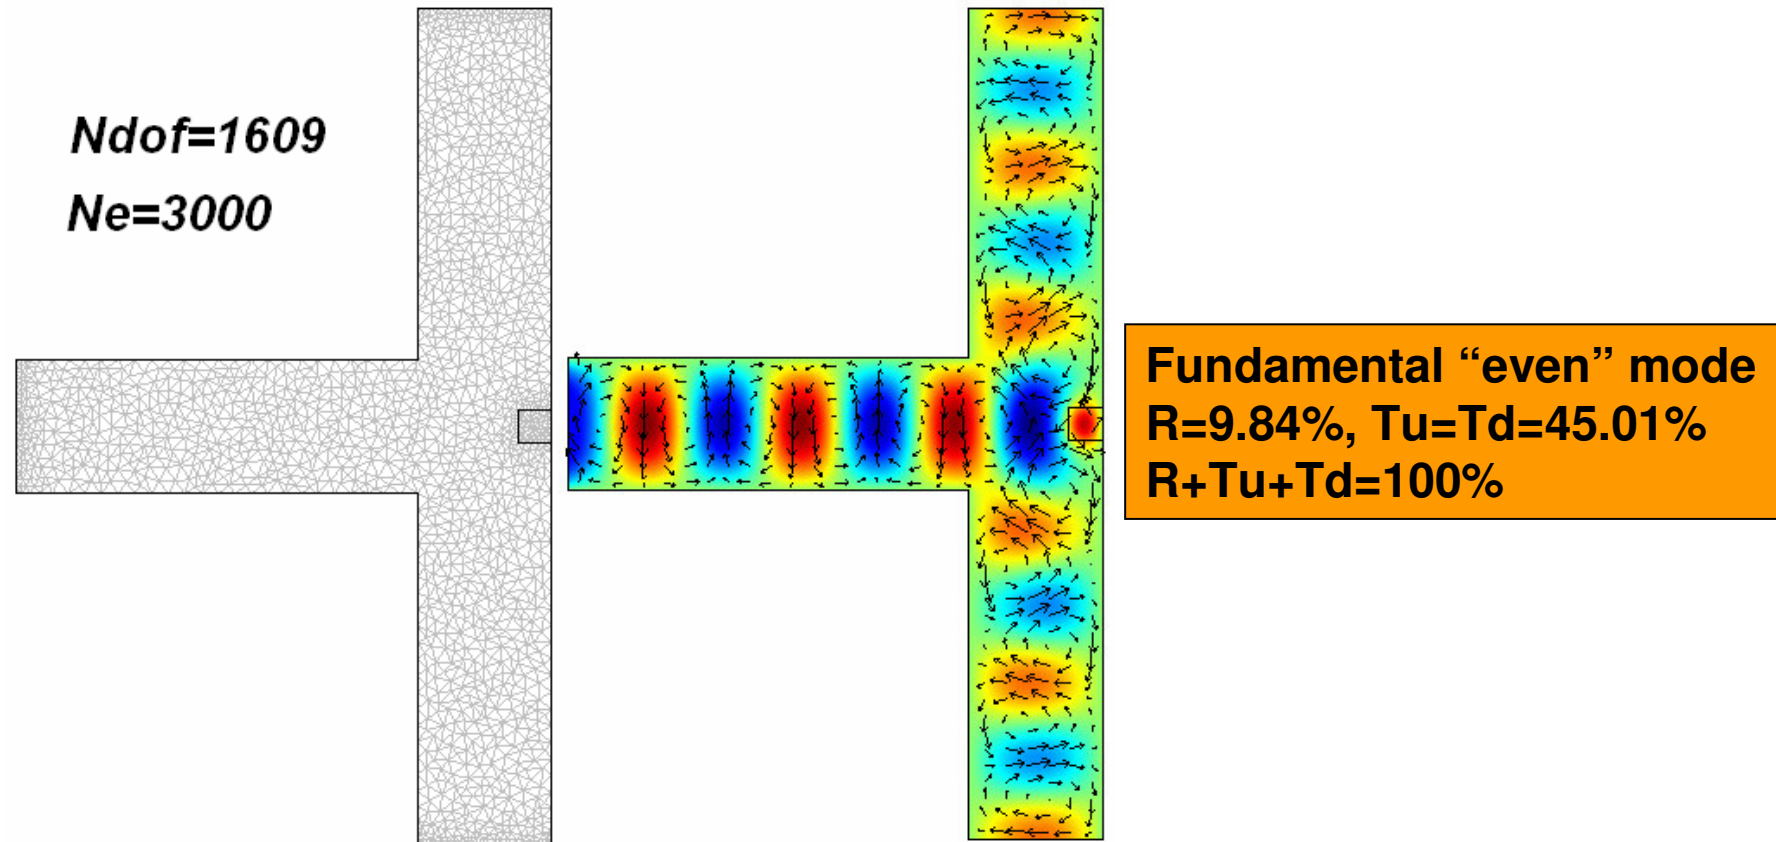 Ndof=1609
Ne=3000
Fundamental “even” mode
R=9.84%, Tu=Td=45.01%
R+Tu+Td=100%